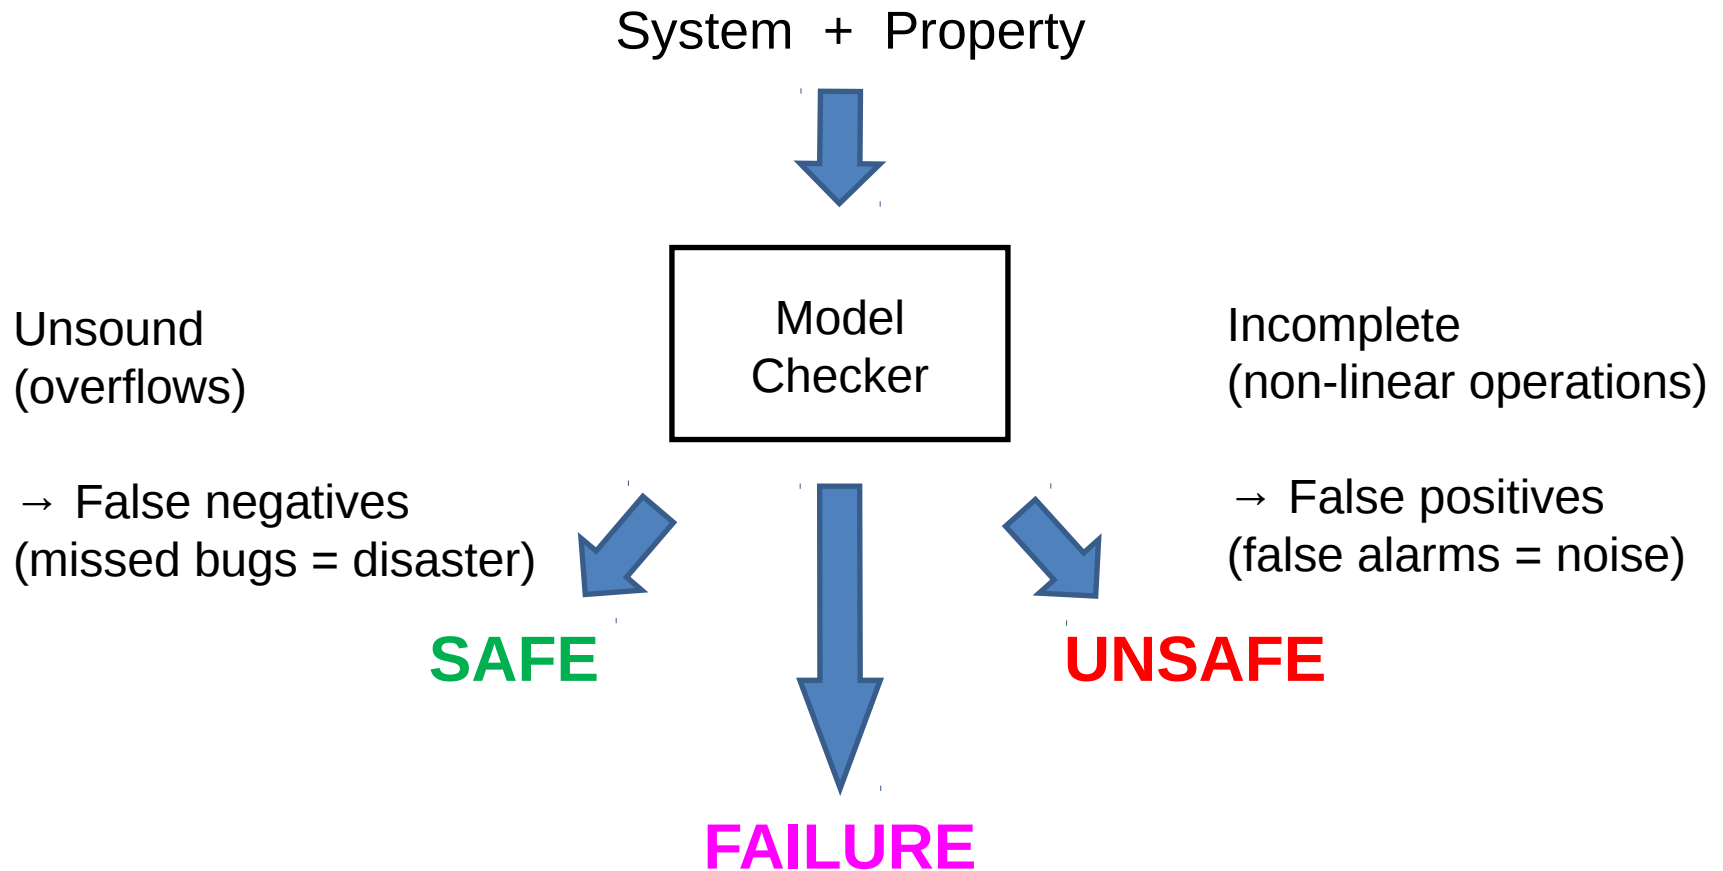 System + Property
Model
Checker
Unsound
(overflows)
→ False negatives
(missed bugs = disaster)
Incomplete
(non-linear operations)
→ False positives
(false alarms = noise)
SAFE
UNSAFE
FAILURE